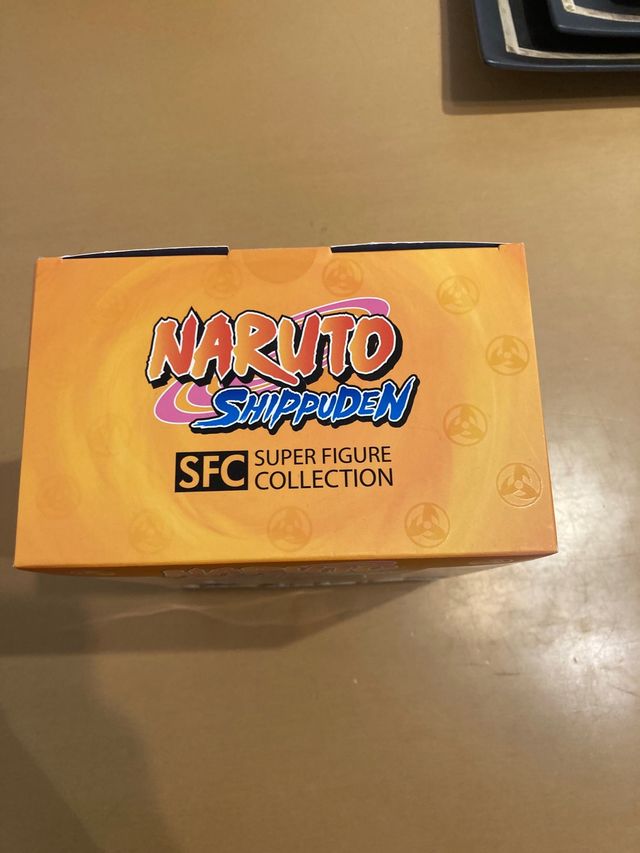 NARUTO
SHIPPUDEN
SFC SUPER FIGURE
COLLECTION